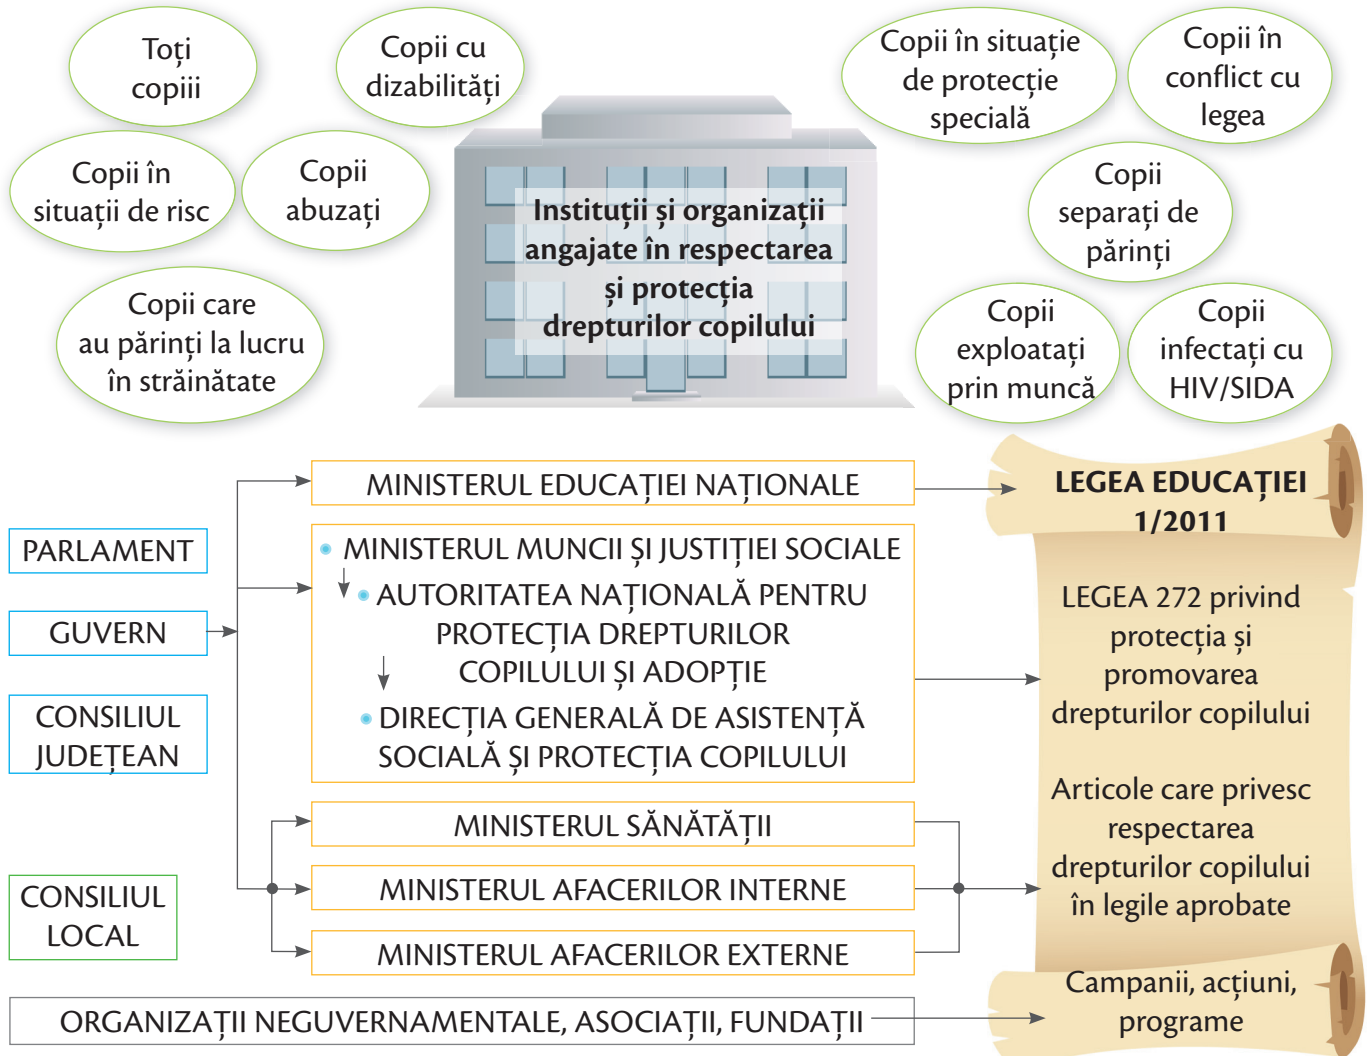 Toți
copiii
Copii cu
dizabilități
Copii în
situații de risc
Copii
abuzați
Copii care
au părinți la lucru
în străinătate
Instituții și organizații
angajate în respectarea
și protecția
drepturilor copilului
Copii în situație
de protecție
specială
Copii în
conflict cu
legea
Copii
separați de
părinți
Copii
exploatați
prin muncă
Copii
infectați cu
HIV/SIDA
PARLAMENT
GUVERN
CONSILIUL
JUDEȚEAN
CONSILIUL
LOCAL
MINISTERUL EDUCAȚIEI NAȚIONALE
• MINISTERUL MUNCII ȘI JUSTIȚIEI SOCIALE
• AUTORITATEA NAȚIONALĂ PENTRU
PROTECȚIA DREPTURILOR
COPILULUI ȘI ADOPȚIE
• DIRECȚIA GENERALĂ DE ASISTENȚĂ
SOCIALĂ ȘI PROTECȚIA COPILULUI
MINISTERUL SĂNĂTĂȚII
MINISTERUL AFACERILOR INTERNE
MINISTERUL AFACERILOR EXTERNE
ORGANIZAȚII NEGUVERNAMENTALE, ASOCIAȚII, FUNDAȚII
LEGEA EDUCAȚIEI
1/2011
LEGEA 272 privind
protecția și
promovarea
drepturilor copilului
Articole care privesc
respectarea
drepturilor copilului
în legile aprobate
Campanii, acțiuni,
programe